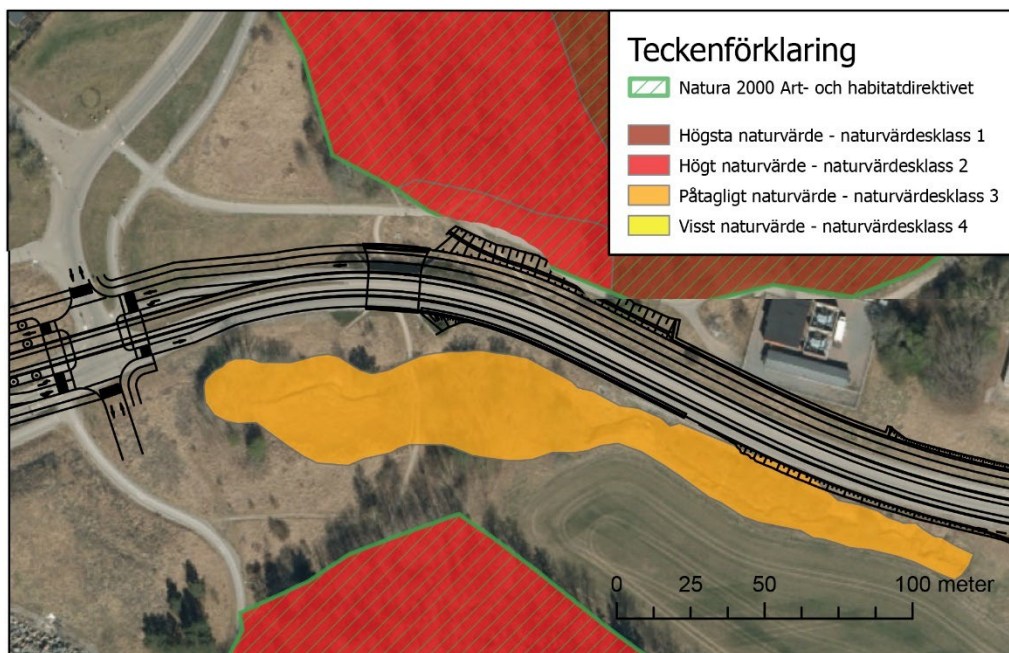 Teckenförklaring
Natura 2000 Art- och habitatdirektivet
Högsta naturvärde - naturvärdesklass 1
Högt naturvärde - naturvärdesklass 2
Påtagligt naturvärde - naturvärdesklass 3
Visst naturvärde - naturvärdesklass 4
0 25 50 100 meter